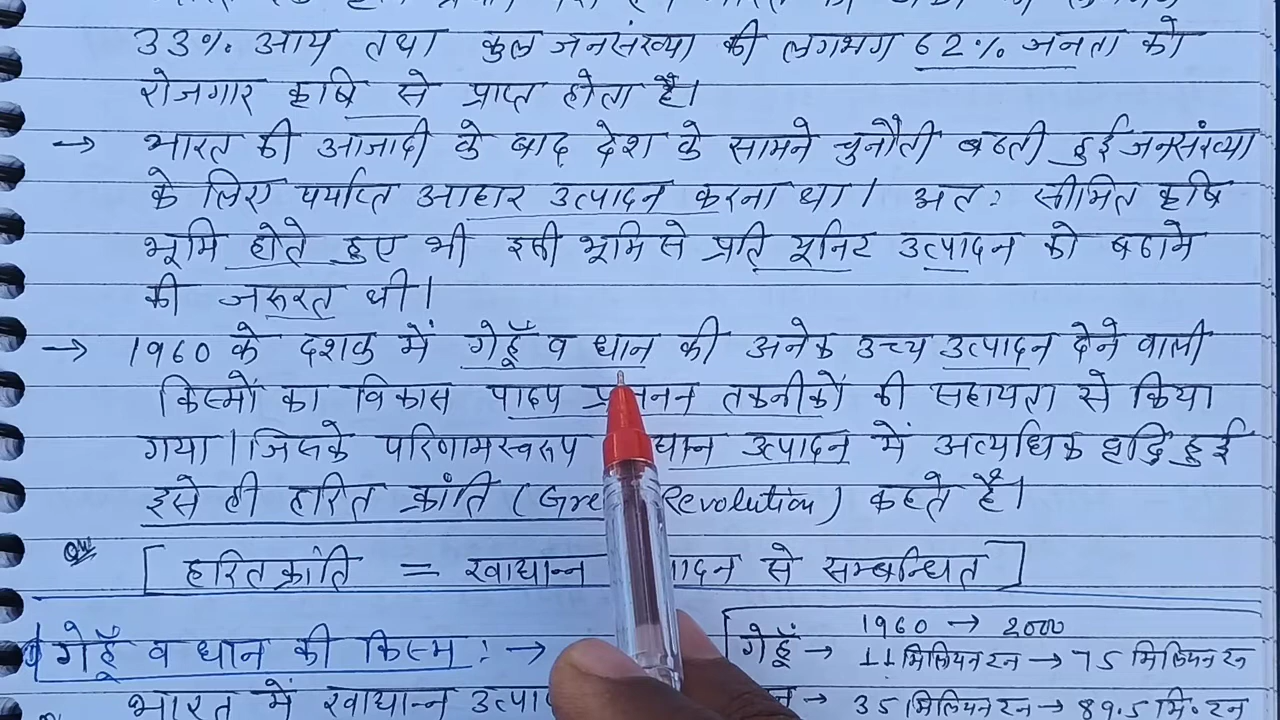 33% आय तथा कुल जनसंख्या की लगभग 62% जनता को
रोजगार कृषि से प्राप्त होता है।
→ भारत की आजादी के बाद देश के सामने चुनौती बढती हुई जनसंख्या
के लिए पर्याप्त आहार उत्पादन करना था। अतः सीमित कृषि
भूमि होते हुए भी इसी भूमि से प्रति यूनिट उत्पादन को बढाने
की जरूरत थी।
→ 1960 के दशक में गेहूँ व धान की अनेक उच्च उत्पादन देने वाली
किस्मों का विकास पादप प्रजनन तकनीकों की सहायता से किया
गया। जिसके परिणामस्वरूप उत्पादन में अत्यधिक वृद्धि हुई
इसे ही हरित क्रांति ( Revolution) कहते है।
[हरितक्रांति = खाद्यान्न से सम्बन्धित]
गेहूँ व धान की किस्म : →
1960 → 2000
गेहूँ → 11 मिलियन टन → 75 मिलियन टन
भारत में खाद्यान्न
→ 35 मिलियन टन → 89.5 मि. टन